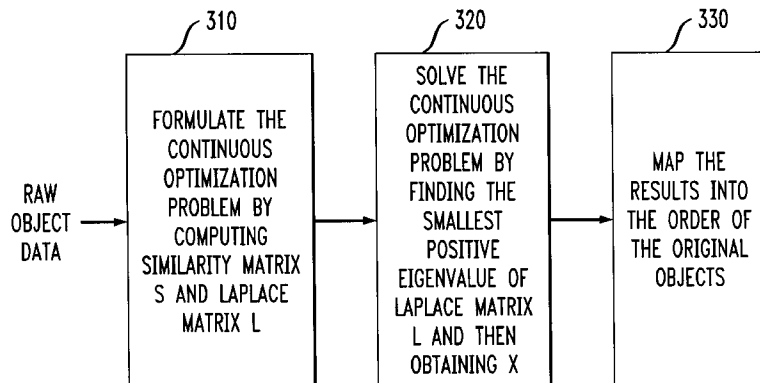 310
320
330
RAW
OBJECT
DATA
FORMULATE THE
CONTINUOUS
OPTIMIZATION
PROBLEM BY
COMPUTING
SIMILARITY MATRIX
S AND LAPLACE
MATRIX L
SOLVE THE
CONTINUOUS
OPTIMIZATION
PROBLEM BY
FINDING THE
SMALLEST
POSITIVE
EIGENVALUE OF
LAPLACE MATRIX
L AND THEN
OBTAINING X
MAP THE
RESULTS INTO
THE ORDER OF
THE ORIGINAL
OBJECTS